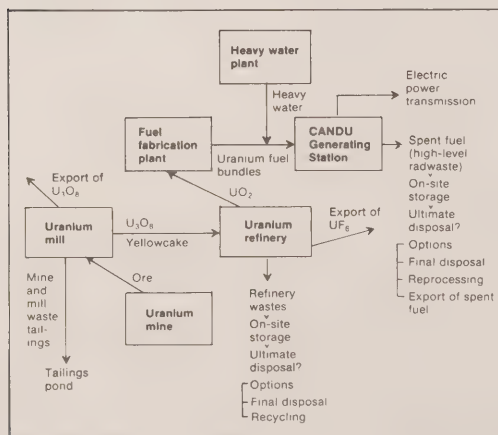 Heavy water
plant
Heavy
water
Electric
power
transmission
Fuel
fabrication
plant
Uranium fuel
bundles
CANDU
Generating
Station
Spent fuel
(high-level
radwaste)
On-site
storage
Ultimate
disposal?
Options
Final disposal
Reprocessing
Export of spent
fuel
Export of
U₃O₈
UO₂
Uranium
mill
U₃O₈
Yellowcake
Uranium
refinery
Export of
UF₆
Mine
and
mill
waste
tail-
ings
Ore
Uranium
mine
Tailings
pond
Refinery
wastes
On-site
storage
Ultimate
disposal?
Options
Final disposal
Recycling